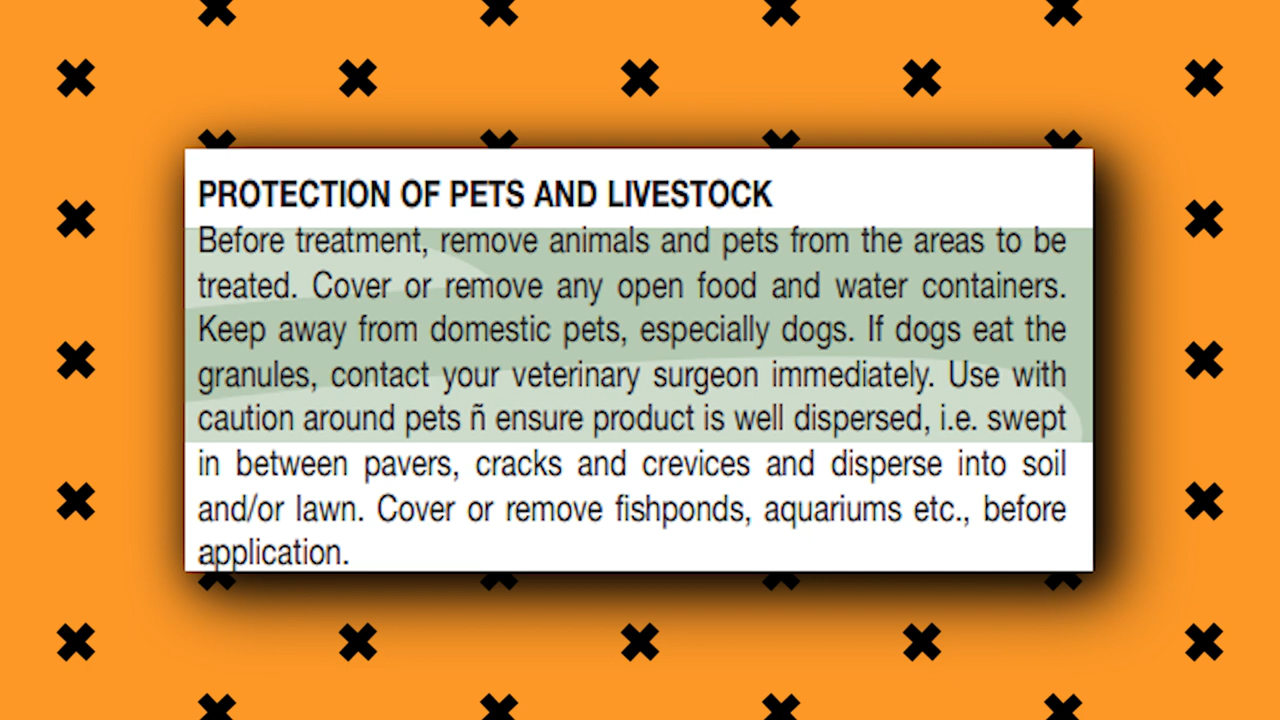 PROTECTION OF PETS AND LIVESTOCK
Before treatment, remove animals and pets from the areas to be
treated. Cover or remove any open food and water containers.
Keep away from domestic pets, especially dogs. If dogs eat the
granules, contact your veterinary surgeon immediately. Use with
caution around pets ñ ensure product is well dispersed, i.e. swept
in between pavers, cracks and crevices and disperse into soil
and/or lawn. Cover or remove fishponds, aquariums etc., before
application.